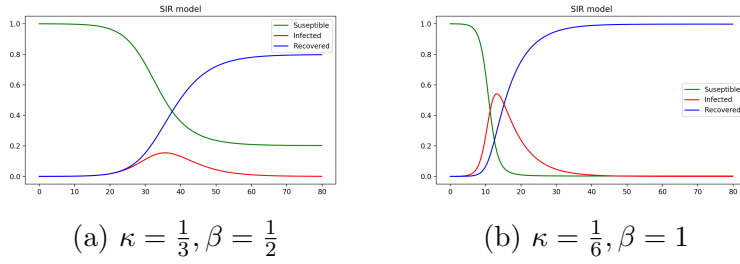 SIR model
1.0
0.8
0.6
0.4
0.2
0.0
0 10 20 30 40 50 60 70 80
Suseptible
Infected
Recovered
(a) κ = 1/3, β = 1/2
SIR model
1.0
0.8
0.6
0.4
0.2
0.0
0 10 20 30 40 50 60 70 80
Suseptible
Infected
Recovered
(b) κ = 1/6, β = 1